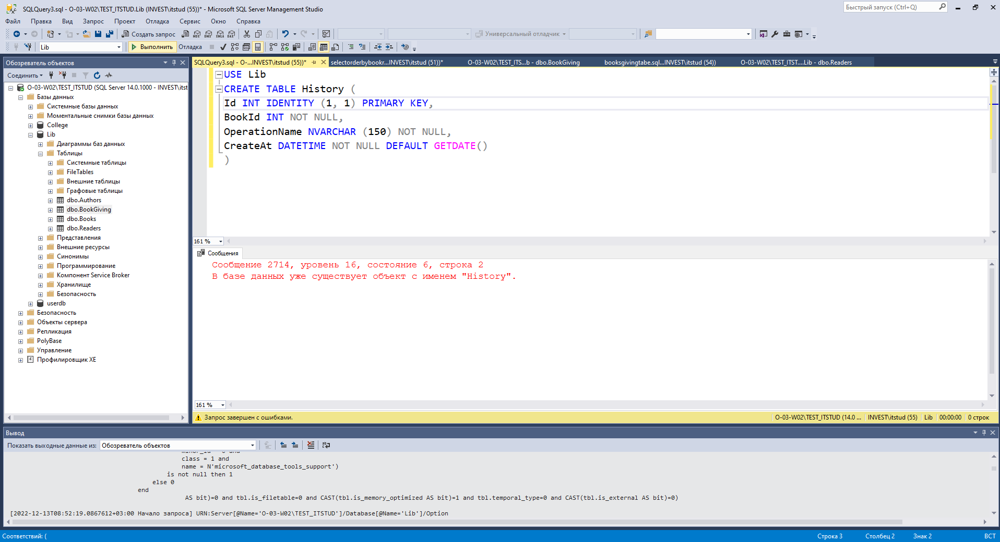 SQLQuery3.sql - O-03-W02\TEST_ITSTUD.Lib (INVEST\itstud (55))* - Microsoft SQL Server Management Studio
Быстрый запуск (Ctrl+Q)
Файл Правка Вид Запрос Проект Отладка Сервис Окно Справка
Создать запрос
Универсальный отладчик
Lib
Выполнить Отладка
Обозреватель объектов
Соединить
O-03-W02\TEST_ITSTUD (SQL Server 14.0.1000 - INVEST\itst
Базы данных
Системные базы данных
Моментальные снимки базы данных
College
Lib
Диаграммы баз данных
Таблицы
Системные таблицы
FileTables
Внешние таблицы
Графовые таблицы
dbo.Authors
dbo.BookGiving
dbo.Books
dbo.Readers
Представления
Внешние ресурсы
Синонимы
Программирование
Компонент Service Broker
Хранилище
Безопасность
userdb
Безопасность
Объекты сервера
Репликация
PolyBase
Управление
Профилировщик XE
SQLQuery3.sql - O-...INVEST\itstud (55))* selectorderbybookr...INVEST\itstud (51))* O-03-W02\TEST_ITS...b - dbo.BookGiving booksgivingtabe.sql...INVEST\itstud (54)) O-03-W02\TEST_IT....Lib - dbo.Readers
USE Lib
CREATE TABLE History (
Id INT IDENTITY (1, 1) PRIMARY KEY,
BookId INT NOT NULL,
OperationName NVARCHAR (150) NOT NULL,
CreateAt DATETIME NOT NULL DEFAULT GETDATE()
)
161 %
Сообщения
Сообщение 2714, уровень 16, состояние 6, строка 2
В базе данных уже существует объект с именем "History".
161 %
Запрос завершен с ошибками.
O-03-W02\TEST_ITSTUD (14.0 ... INVEST\itstud (55) Lib 00:00:00 0 строк
Вывод
Показать выходные данные из: Обозреватель объектов
class = 1 and
name = N'microsoft_database_tools_support')
is not null then 1
else 0
end
AS bit)=0 and tbl.is_filetable=0 and CAST(tbl.is_memory_optimized AS bit)=1 and tbl.temporal_type=0 and CAST(tbl.is_external AS bit)=0)
[2022-12-13T08:52:19.0867612+03:00 Начало запроса] URN:Server[@Name='O-03-W02\TEST_ITSTUD']/Database[@Name='Lib']/Option
Соответствий: (
Строка 3 Столбец 2 Знак 2 ВСТ